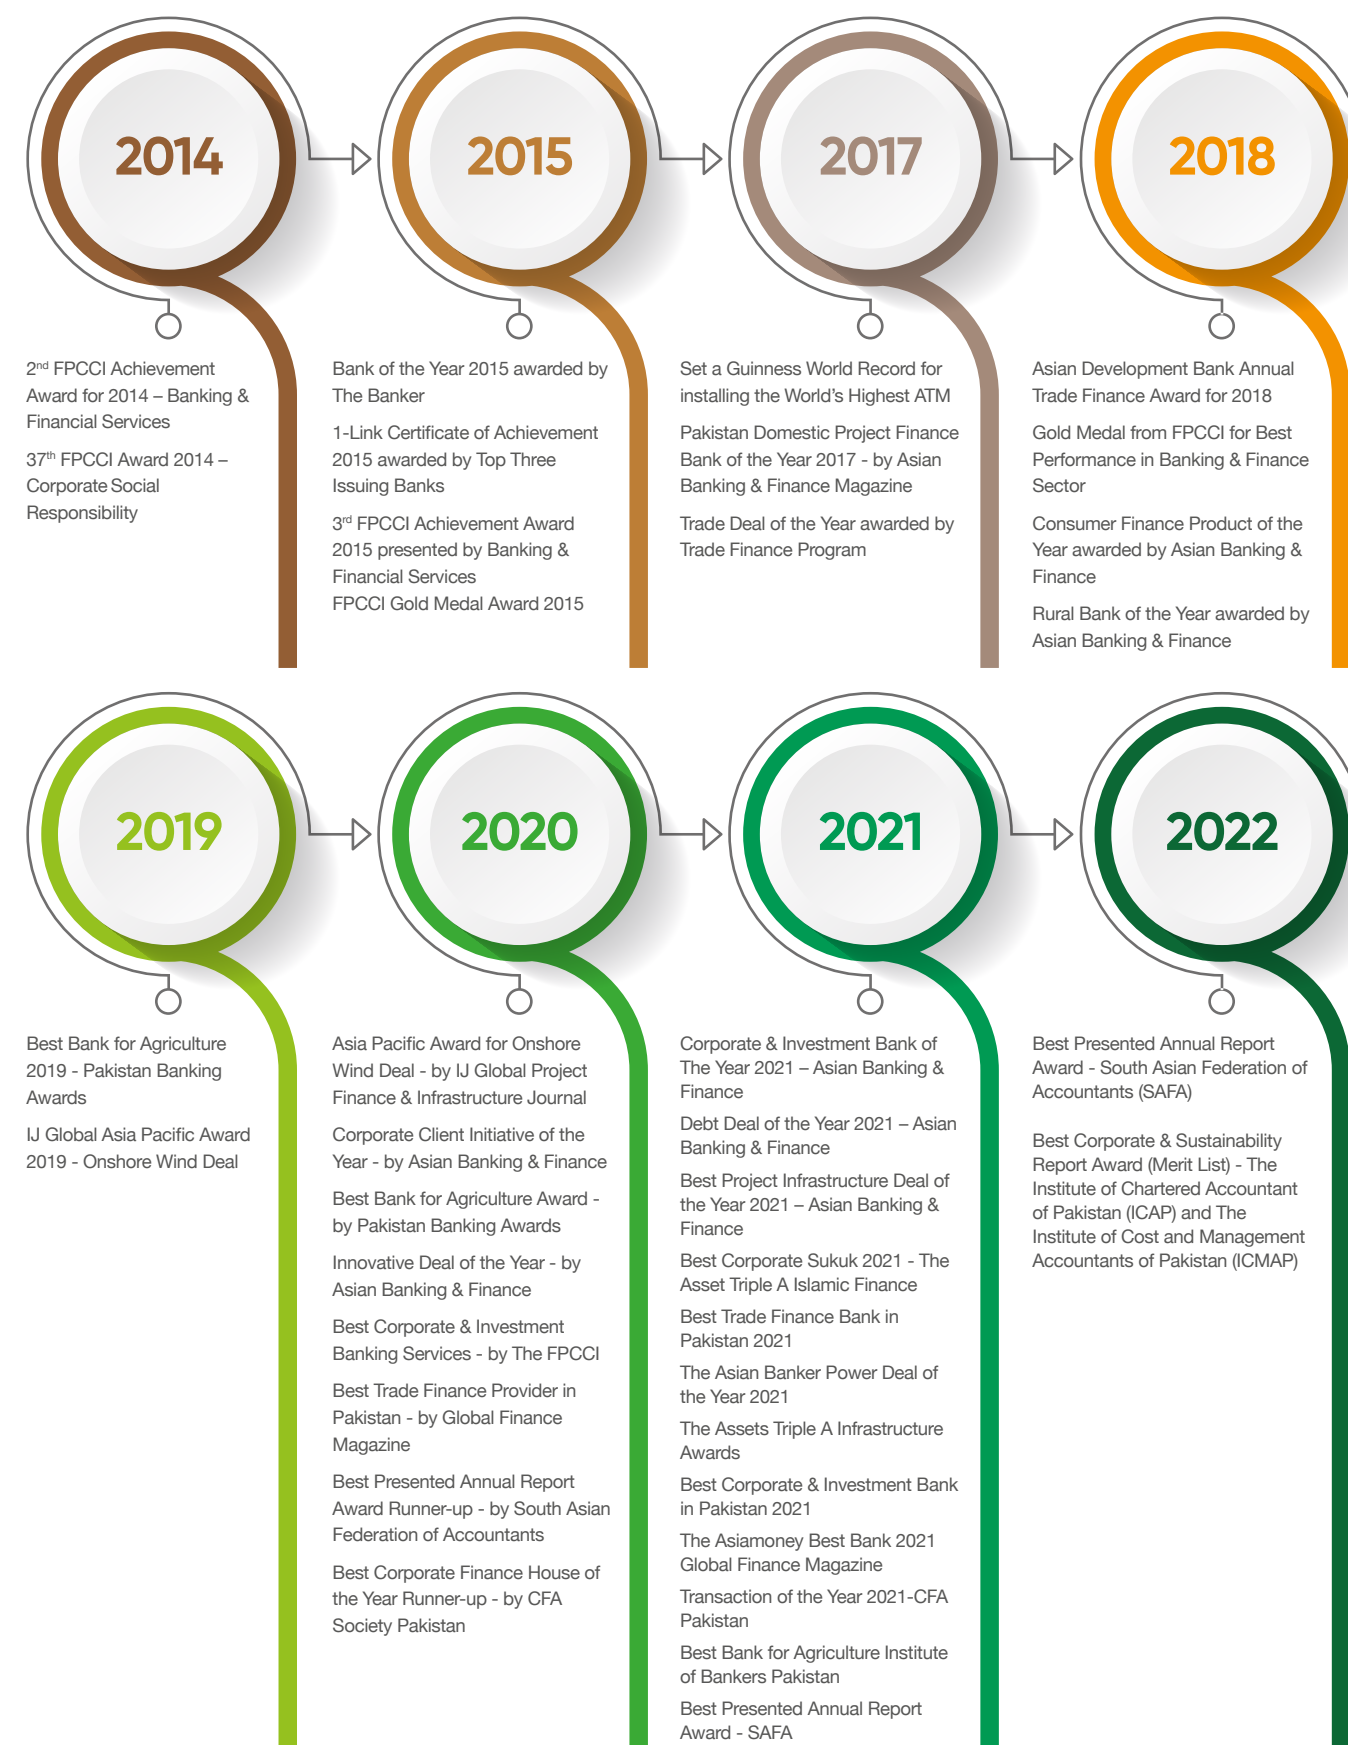 2014
2015
2017
2018
2nd FPCCI Achievement
Award for 2014 – Banking &
Financial Services
37th FPCCI Award 2014 –
Corporate Social
Responsibility
Bank of the Year 2015 awarded by
The Banker
1-Link Certificate of Achievement
2015 awarded by Top Three
Issuing Banks
3rd FPCCI Achievement Award
2015 presented by Banking &
Financial Services
FPCCI Gold Medal Award 2015
Set a Guinness World Record for
installing the World's Highest ATM
Pakistan Domestic Project Finance
Bank of the Year 2017 - by Asian
Banking & Finance Magazine
Trade Deal of the Year awarded by
Trade Finance Program
Asian Development Bank Annual
Trade Finance Award for 2018
Gold Medal from FPCCI for Best
Performance in Banking & Finance
Sector
Consumer Finance Product of the
Year awarded by Asian Banking &
Finance
Rural Bank of the Year awarded by
Asian Banking & Finance
2019
2020
2021
2022
Best Bank for Agriculture
2019 - Pakistan Banking
Awards
IJ Global Asia Pacific Award
2019 - Onshore Wind Deal
Asia Pacific Award for Onshore
Wind Deal - by IJ Global Project
Finance & Infrastructure Journal
Corporate Client Initiative of the
Year - by Asian Banking & Finance
Best Bank for Agriculture Award -
by Pakistan Banking Awards
Innovative Deal of the Year - by
Asian Banking & Finance
Best Corporate & Investment
Banking Services - by The FPCCI
Best Trade Finance Provider in
Pakistan - by Global Finance
Magazine
Best Presented Annual Report
Award Runner-up - by South Asian
Federation of Accountants
Best Corporate Finance House of
the Year Runner-up - by CFA
Society Pakistan
Corporate & Investment Bank of
The Year 2021 – Asian Banking &
Finance
Debt Deal of the Year 2021 – Asian
Banking & Finance
Best Project Infrastructure Deal of
the Year 2021 – Asian Banking &
Finance
Best Corporate Sukuk 2021 - The
Asset Triple A Islamic Finance
Best Trade Finance Bank in
Pakistan 2021
The Asian Banker Power Deal of
the Year 2021
The Assets Triple A Infrastructure
Awards
Best Corporate & Investment Bank
in Pakistan 2021
The Asiamoney Best Bank 2021
Global Finance Magazine
Transaction of the Year 2021-CFA
Pakistan
Best Bank for Agriculture Institute
of Bankers Pakistan
Best Presented Annual Report
Award - SAFA
Best Presented Annual Report
Award - South Asian Federation of
Accountants (SAFA)
Best Corporate & Sustainability
Report Award (Merit List) - The
Institute of Chartered Accountant
of Pakistan (ICAP) and The
Institute of Cost and Management
Accountants of Pakistan (ICMAP)